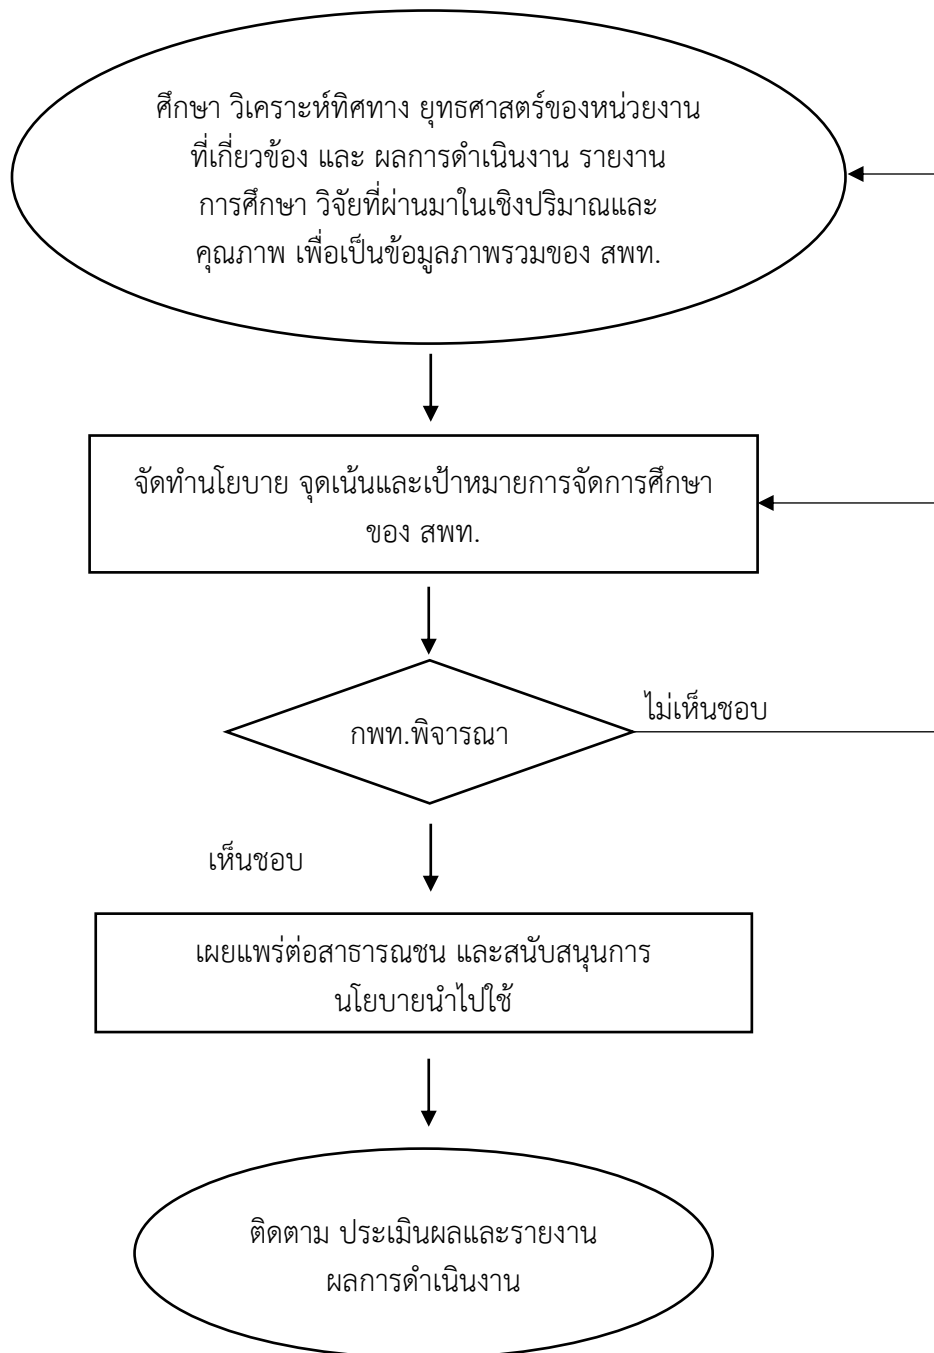 ศึกษา วิเคราะห์ทิศทาง ยุทธศาสตร์ของหน่วยงาน
ที่เกี่ยวข้อง และ ผลการดำเนินงาน รายงาน
การศึกษา วิจัยที่ผ่านมาในเชิงปริมาณและ
คุณภาพ เพื่อเป็นข้อมูลภาพรวมของ สพท.
จัดทำนโยบาย จุดเน้นและเป้าหมายการจัดการศึกษา
ของ สพท.
ไม่เห็นชอบ
กพท.พิจารณา
เห็นชอบ
เผยแพร่ต่อสาธารณชน และสนับสนุนการ
นโยบายนำไปใช้
ติดตาม ประเมินผลและรายงาน
ผลการดำเนินงาน